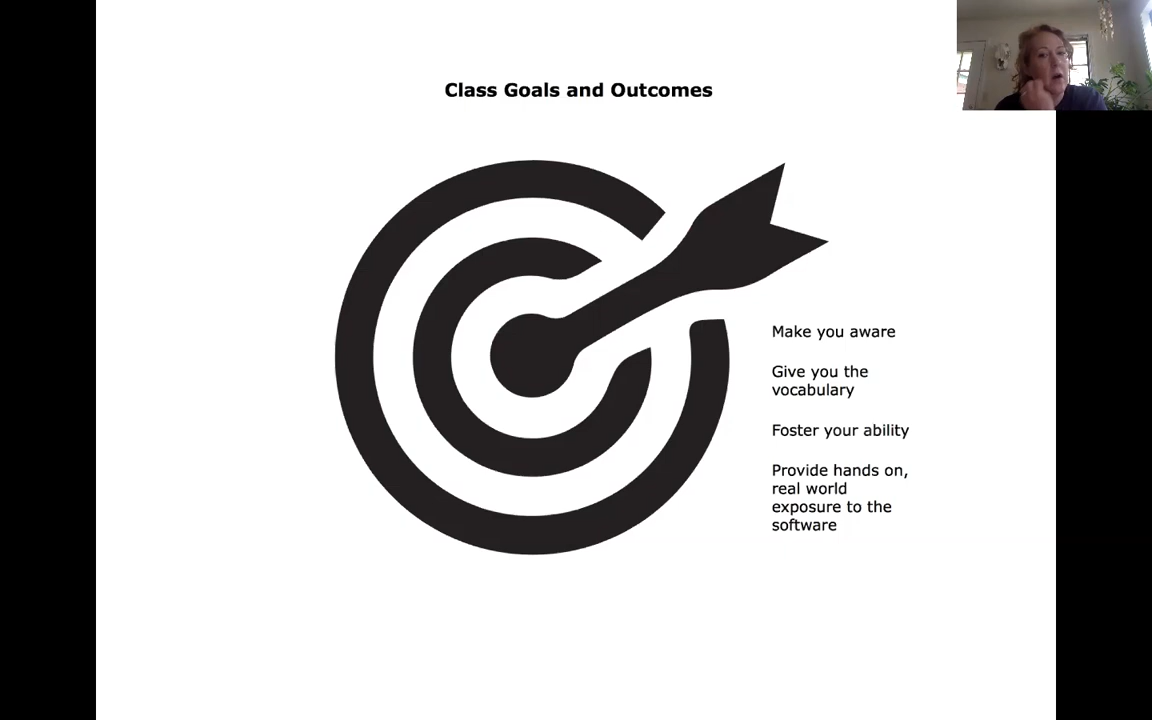 Class Goals and Outcomes
Make you aware
Give you the
vocabulary
Foster your ability
Provide hands on,
real world
exposure to the
software